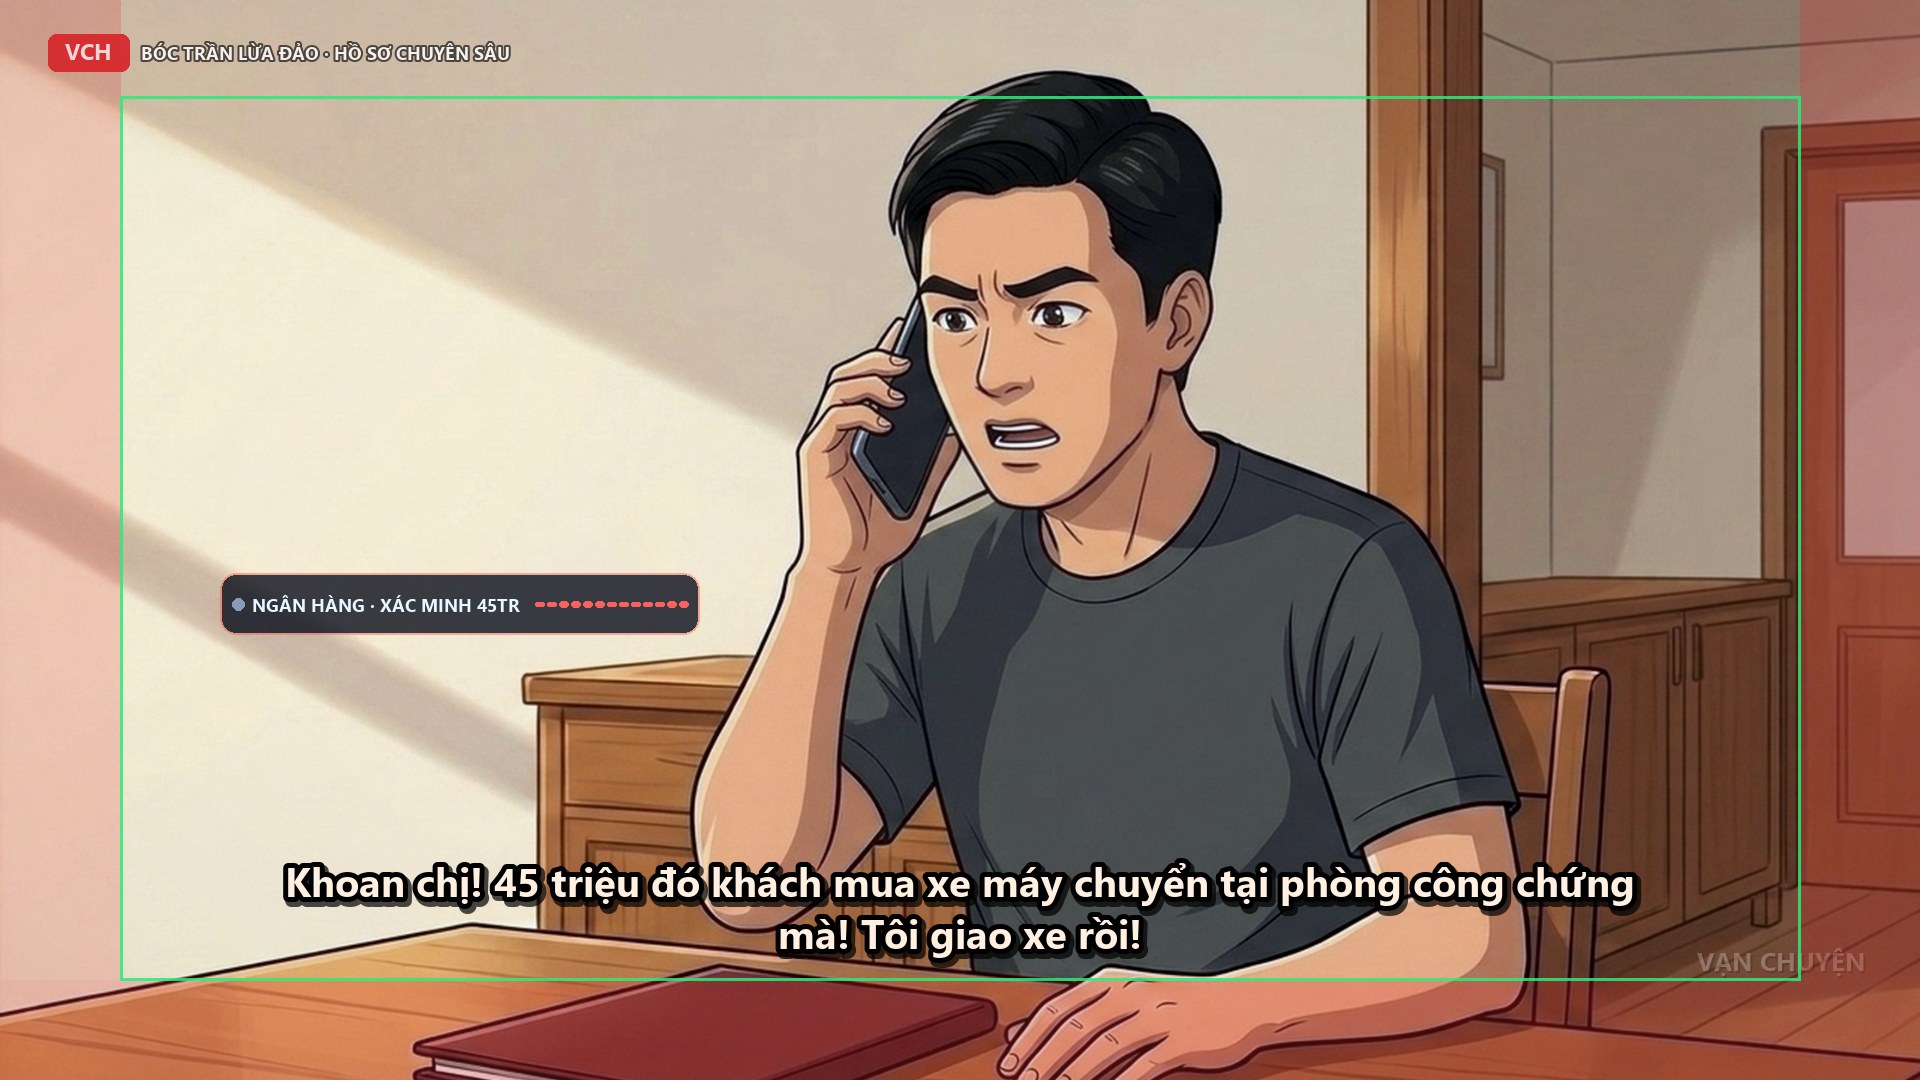 VCH BÓC TRẦN LỪA ĐẢO · HỒ SƠ CHUYÊN SÂU
NGÂN HÀNG · XÁC MINH 45TR
Khoan chị! 45 triệu đó khách mua xe máy chuyển tại phòng công chứng
mà! Tôi giao xe rồi!
VẠN CHUYỆN